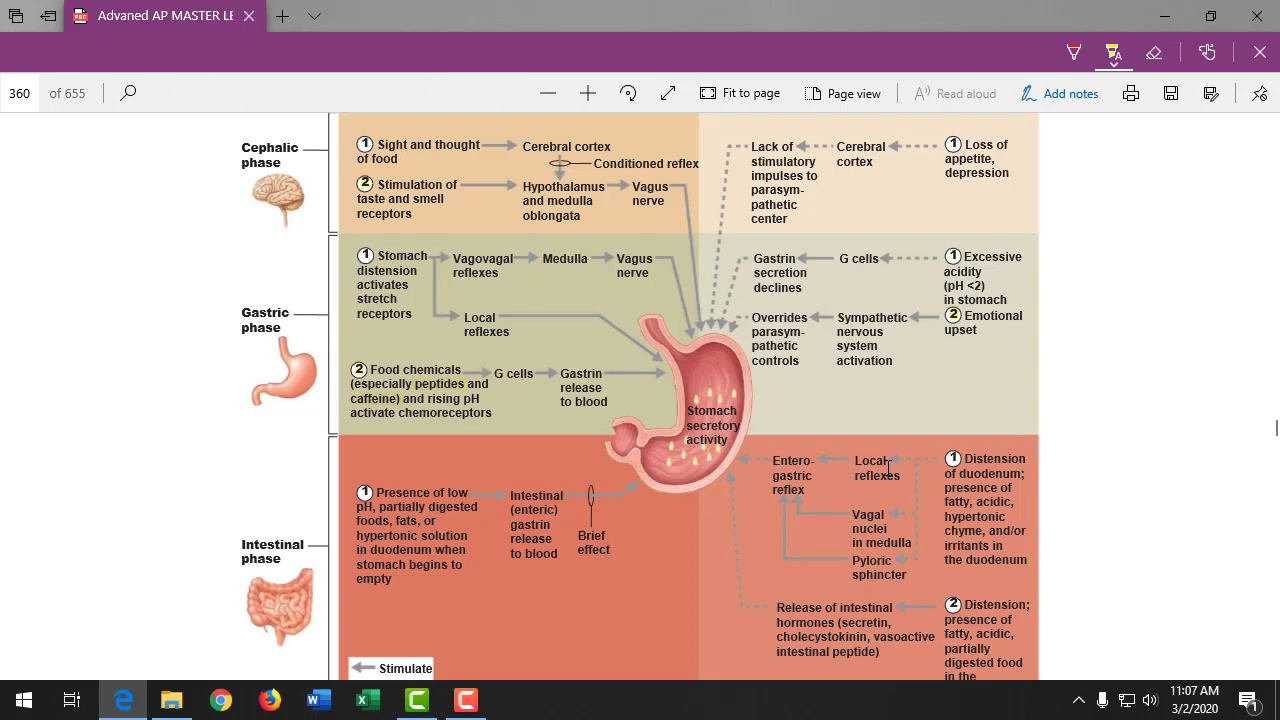 Advaned AP MASTER LE
360 of 655
Fit to page
Page view
Read aloud
Add notes
Cephalic
phase
1 Sight and thought
of food
Cerebral cortex
Conditioned reflex
2 Stimulation of
taste and smell
receptors
Hypothalamus
and medulla
oblongata
Vagus
nerve
Lack of
stimulatory
impulses to
parasym-
pathetic
center
Cerebral
cortex
1 Loss of
appetite,
depression
Gastric
phase
1 Stomach
distension
activates
stretch
receptors
Vagovagal
reflexes
Medulla
Vagus
nerve
Local
reflexes
2 Food chemicals
(especially peptides and
caffeine) and rising pH
activate chemoreceptors
G cells
Gastrin
release
to blood
Gastrin
secretion
declines
G cells
1 Excessive
acidity
(pH <2)
in stomach
Overrides
parasym-
pathetic
controls
Sympathetic
nervous
system
activation
2 Emotional
upset
Stomach
secretory
activity
Intestinal
phase
1 Presence of low
pH, partially digested
foods, fats, or
hypertonic solution
in duodenum when
stomach begins to
empty
Intestinal
(enteric)
gastrin
release
to blood
Brief
effect
Entero-
gastric
reflex
Local
reflexes
Vagal
nuclei
in medulla
Pyloric
sphincter
1 Distension
of duodenum;
presence of
fatty, acidic,
hypertonic
chyme, and/or
irritants in
the duodenum
Release of intestinal
hormones (secretin,
cholecystokinin, vasoactive
intestinal peptide)
2 Distension;
presence of
fatty, acidic,
partially
digested food
in the
Stimulate
11:07 AM
3/2/2020
1